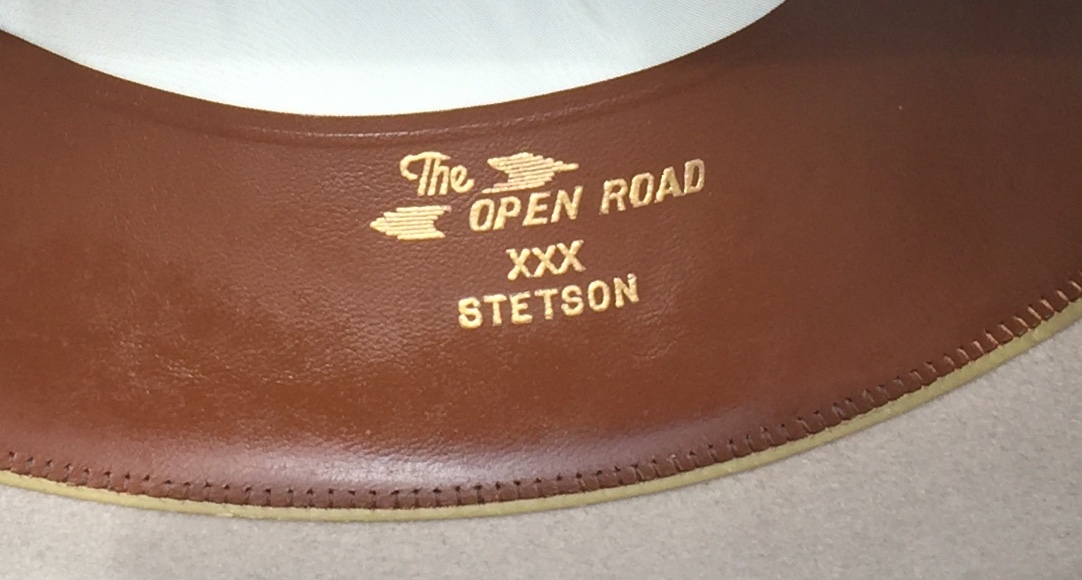 The
OPEN ROAD
XXX
STETSON